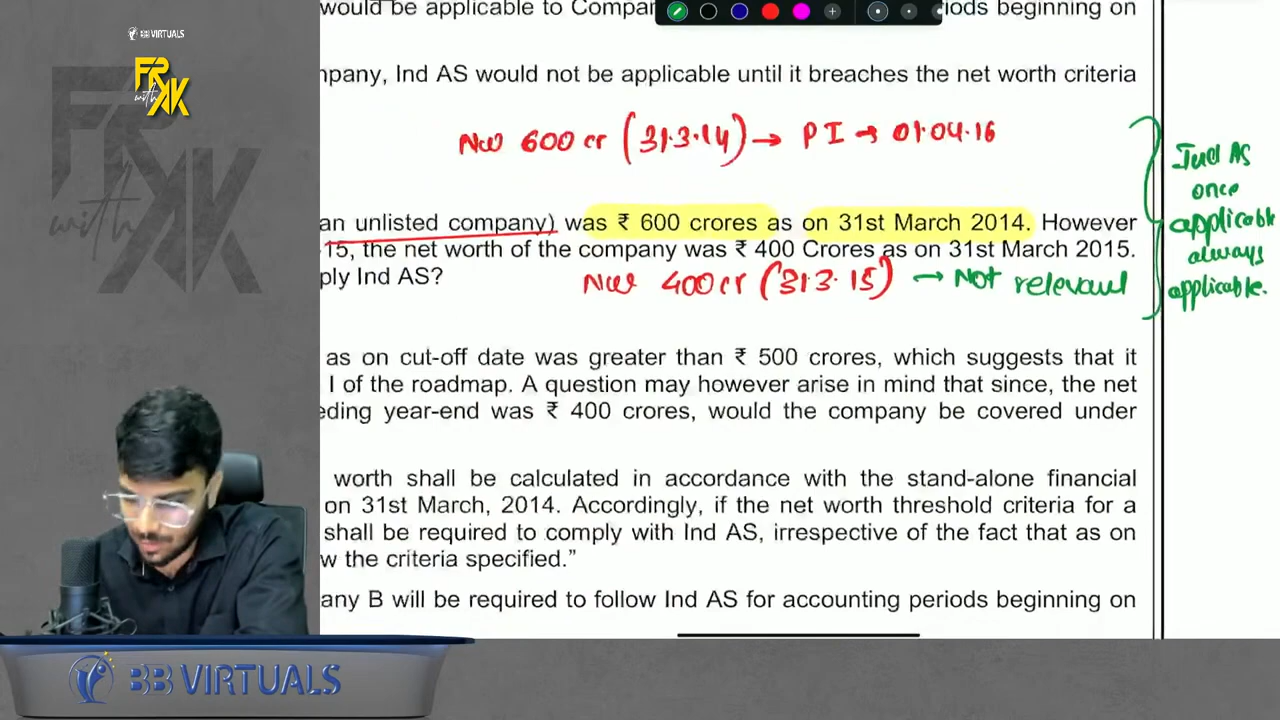 would be applicable to Compan
iods beginning on
BB VIRTUALS
FR
with
AK
npany, Ind AS would not be applicable until it breaches the net worth criteria
NW 600 cr (31.3.14) → P I → 01.04.16
Ind AS
once
applicable
always
applicable.
an unlisted company) was ₹ 600 crores as on 31st March 2014. However
15, the net worth of the company was ₹ 400 Crores as on 31st March 2015.
ply Ind AS?
NW 400 cr (31.3.15) → Not relevant
as on cut-off date was greater than ₹ 500 crores, which suggests that it
I of the roadmap. A question may however arise in mind that since, the net
eding year-end was ₹ 400 crores, would the company be covered under
worth shall be calculated in accordance with the stand-alone financial
on 31st March, 2014. Accordingly, if the net worth threshold criteria for a
shall be required to comply with Ind AS, irrespective of the fact that as on
w the criteria specified.”
any B will be required to follow Ind AS for accounting periods beginning on
BB VIRTUALS